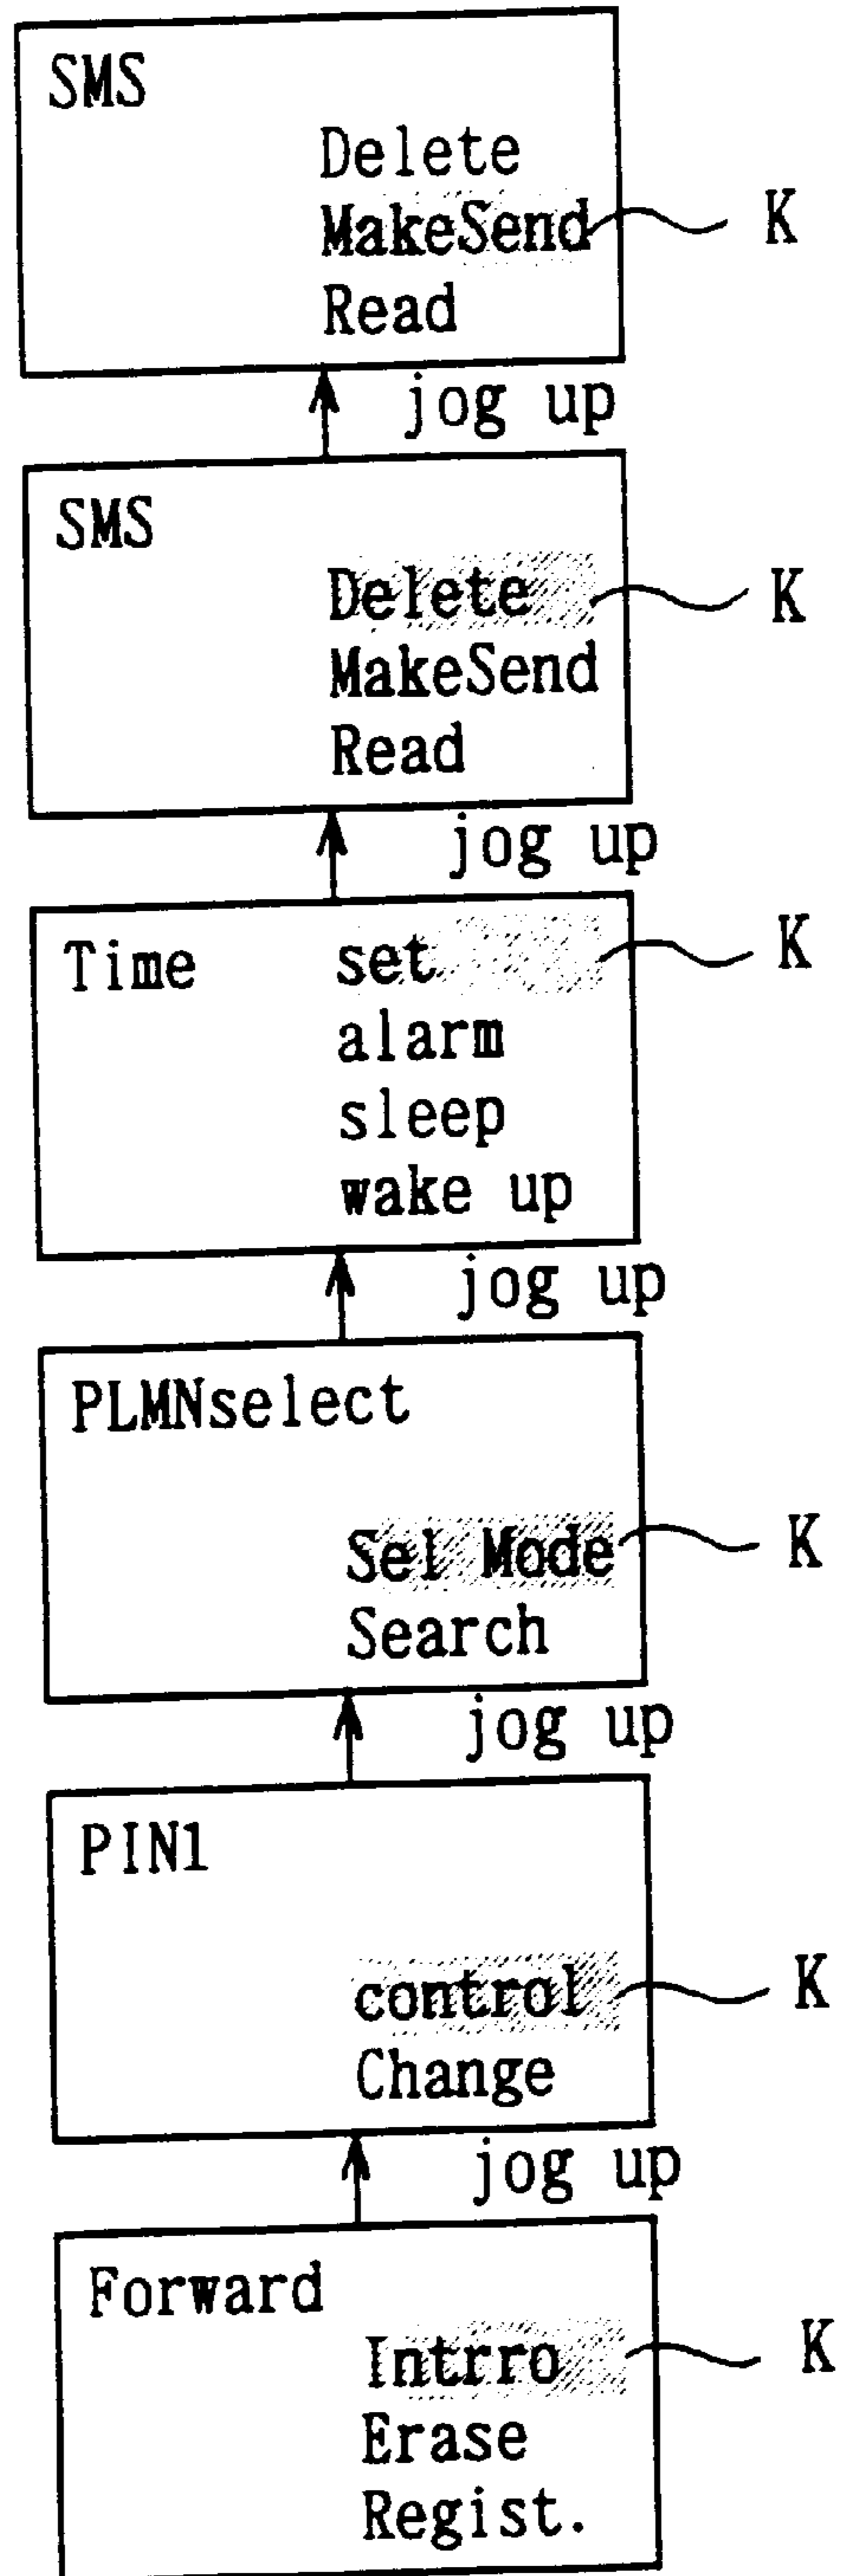 SMS
Delete
MakeSend K
Read
jog up
SMS
Delete K
MakeSend
Read
jog up
Time set K
alarm
sleep
wake up
jog up
PLMNselect
Sel Mode K
Search
jog up
PIN1
control K
Change
jog up
Forward
Intrro K
Erase
Regist.